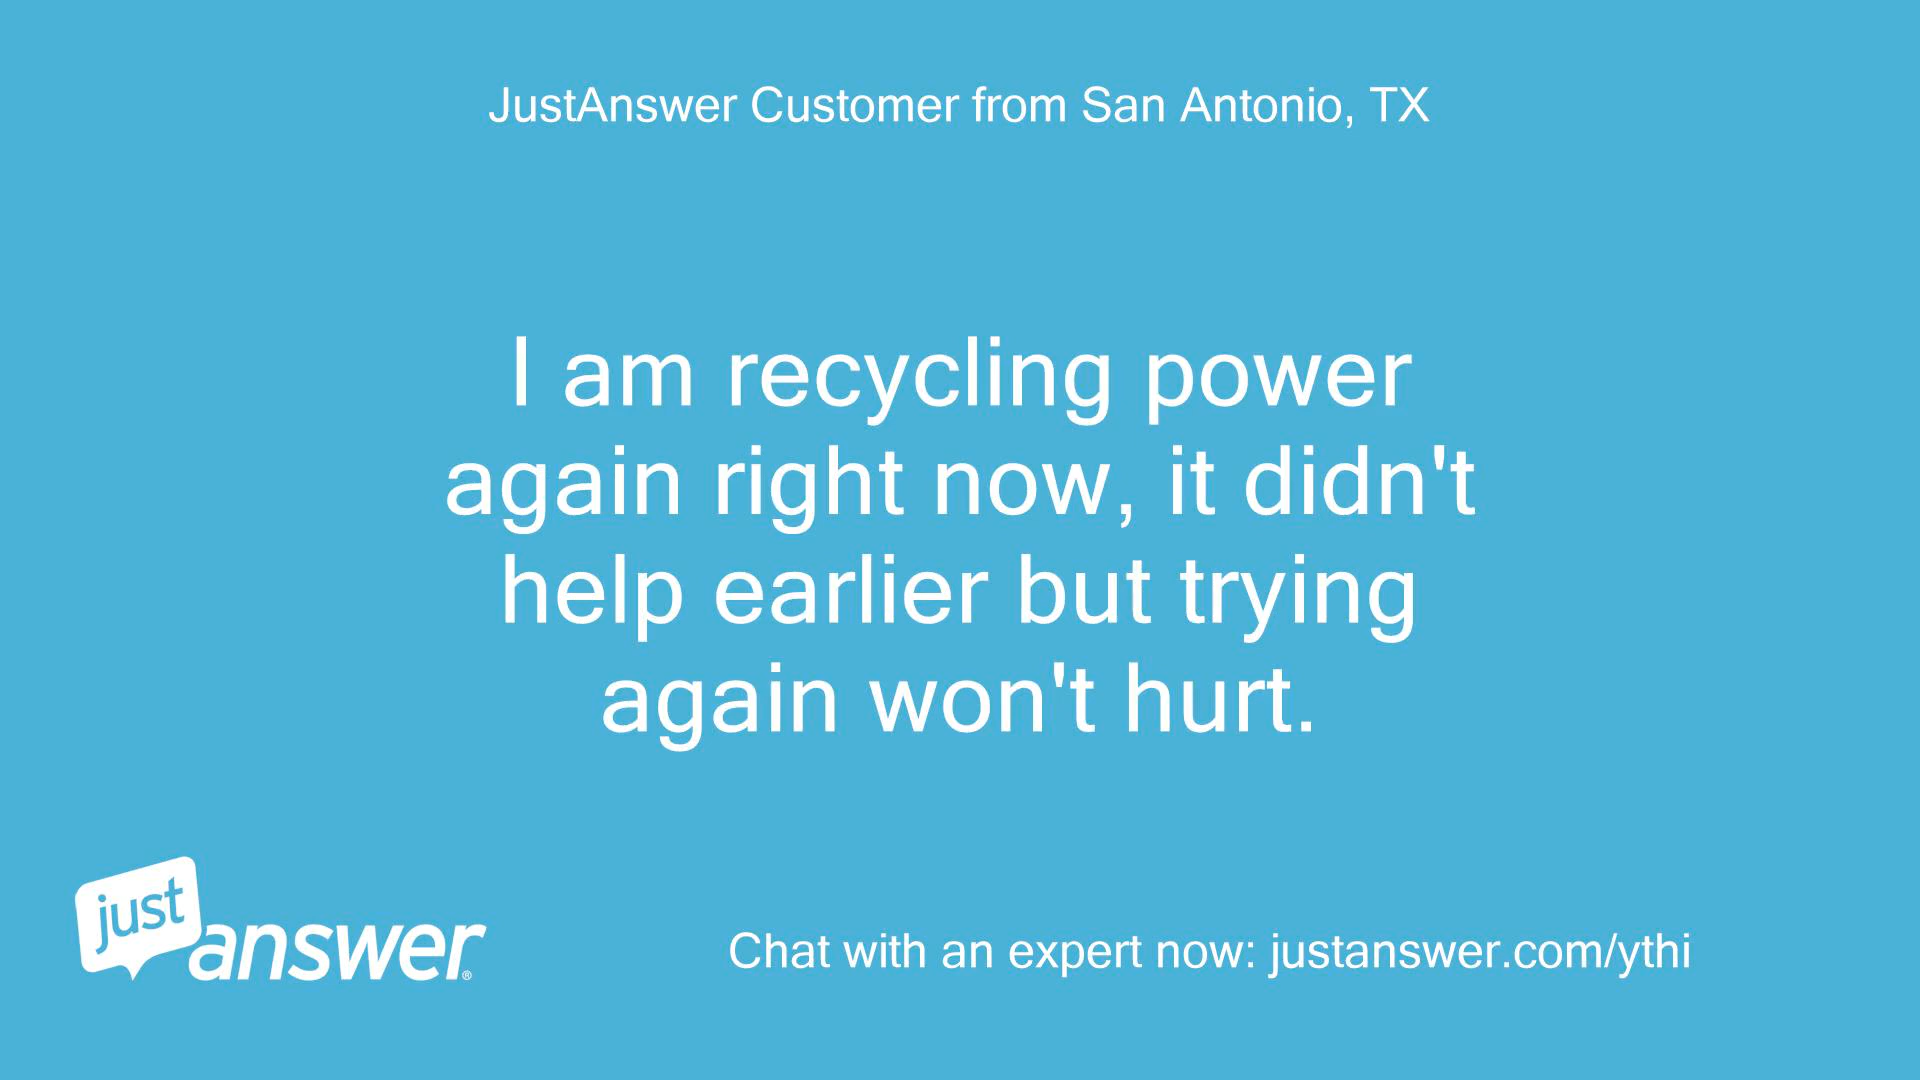 JustAnswer Customer from San Antonio, TX
I am recycling power
again right now, it didn't
help earlier but trying
again won't hurt.
just
answer®
Chat with an expert now: justanswer.com/ythi